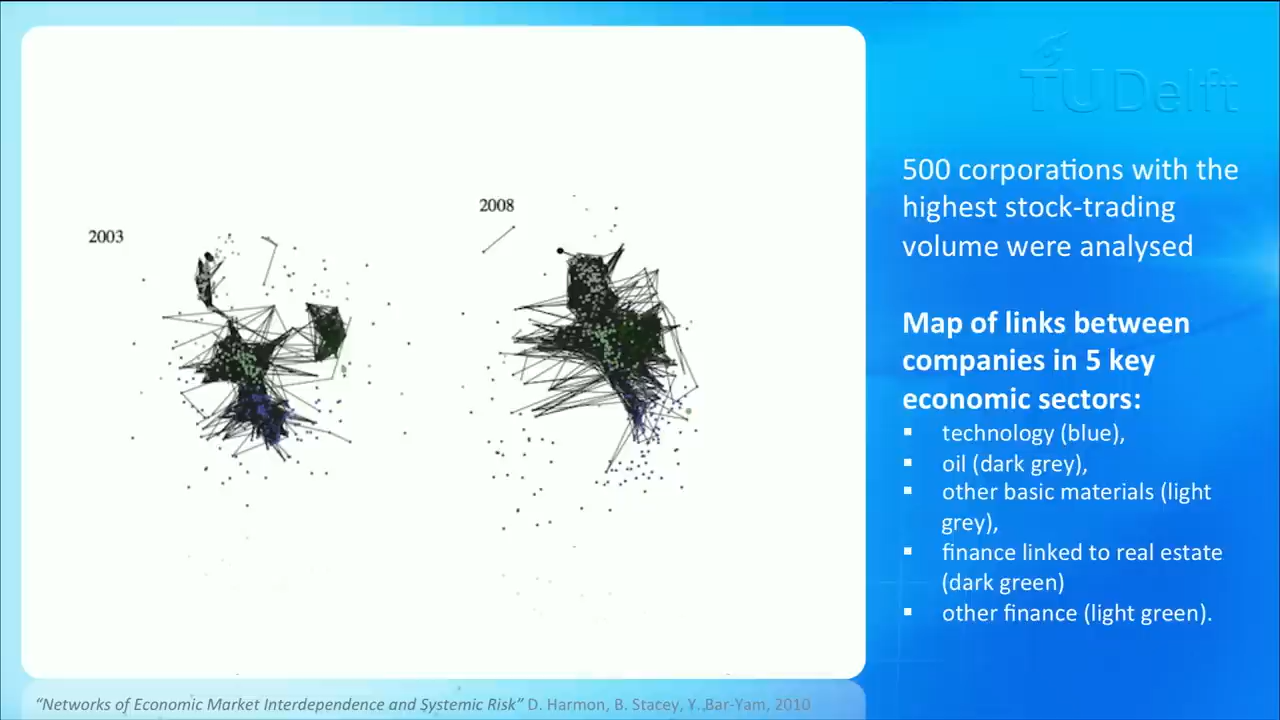 TU Delft
2003
2008
500 corporations with the
highest stock-trading
volume were analysed
Map of links between
companies in 5 key
economic sectors:
▪ technology (blue),
▪ oil (dark grey),
▪ other basic materials (light
grey),
▪ finance linked to real estate
(dark green)
▪ other finance (light green).
“Networks of Economic Market Interdependence and Systemic Risk” D. Harmon, B. Stacey, Y. Bar-Yam, 2010